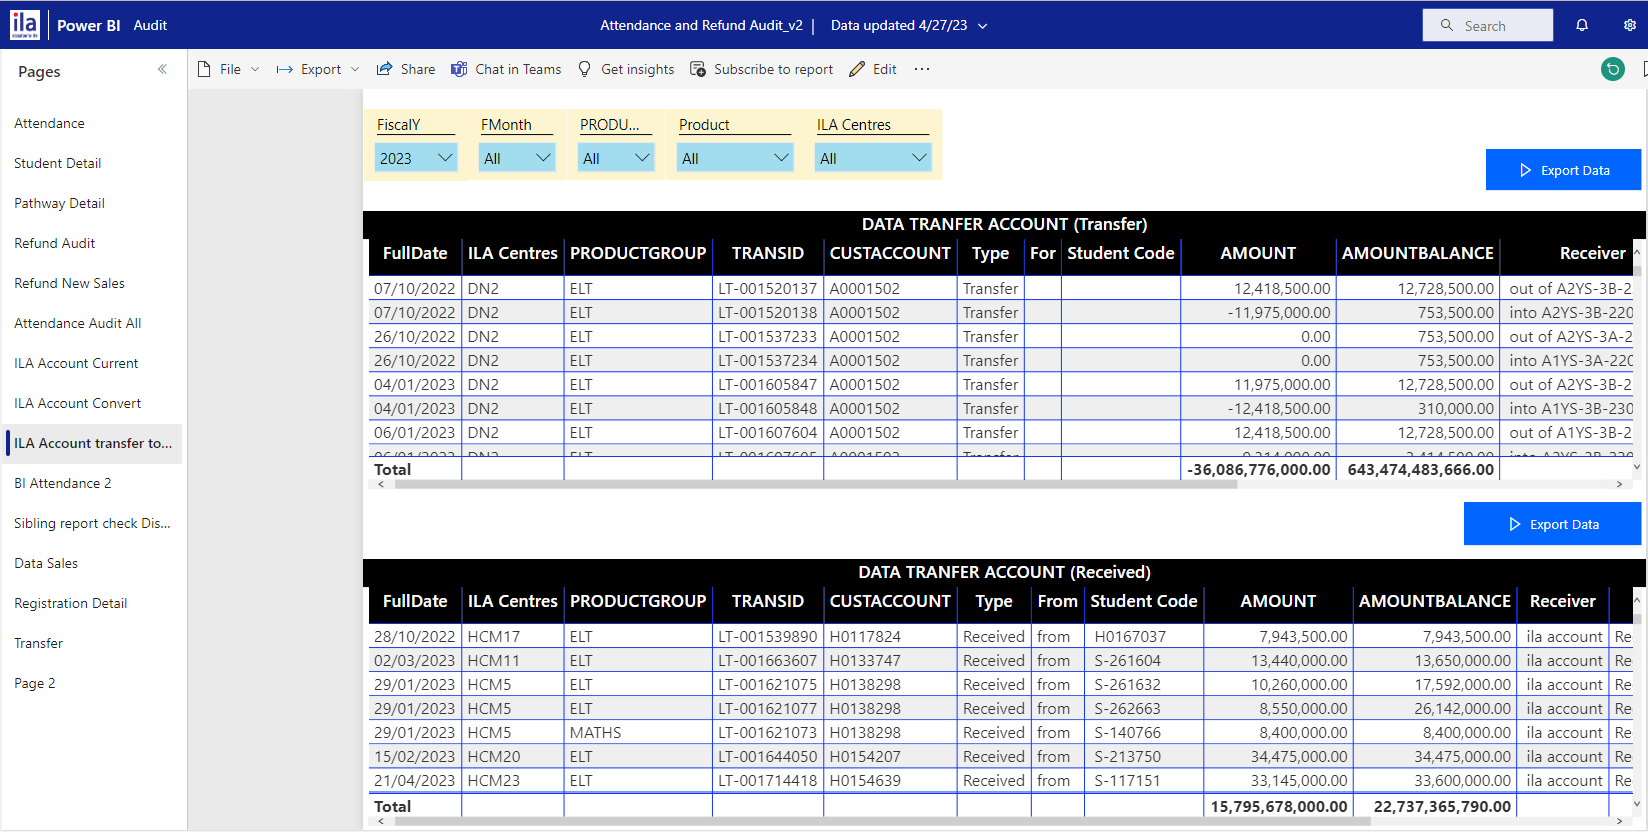 ila Power BI Audit Attendance and Refund Audit_v2 | Data updated 4/27/23 Search
Pages File Export Share Chat in Teams Get insights Subscribe to report Edit ...
Attendance
Student Detail
Pathway Detail
Refund Audit
Refund New Sales
Attendance Audit All
ILA Account Current
ILA Account Convert
ILA Account transfer to...
BI Attendance 2
Sibling report check Dis...
Data Sales
Registration Detail
Transfer
Page 2
FiscalY FMonth PRODU... Product ILA Centres
2023 All All All All
Export Data
DATA TRANFER ACCOUNT (Transfer)
FullDate ILA Centres PRODUCTGROUP TRANSID CUSTACCOUNT Type For Student Code AMOUNT AMOUNTBALANCE Receiver
07/10/2022 DN2 ELT LT-001520137 A0001502 Transfer 12,418,500.00 12,728,500.00 out of A2YS-3B-2
07/10/2022 DN2 ELT LT-001520138 A0001502 Transfer -11,975,000.00 753,500.00 into A2YS-3B-220
26/10/2022 DN2 ELT LT-001537233 A0001502 Transfer 0.00 753,500.00 out of A2YS-3A-2
26/10/2022 DN2 ELT LT-001537234 A0001502 Transfer 0.00 753,500.00 into A1YS-3A-220
04/01/2023 DN2 ELT LT-001605847 A0001502 Transfer 11,975,000.00 12,728,500.00 out of A2YS-3B-2
04/01/2023 DN2 ELT LT-001605848 A0001502 Transfer -12,418,500.00 310,000.00 into A1YS-3B-230
06/01/2023 DN2 ELT LT-001607604 A0001502 Transfer 12,418,500.00 12,728,500.00 out of A1YS-3B-2
Total -36,086,776,000.00 643,474,483,666.00
Export Data
DATA TRANFER ACCOUNT (Received)
FullDate ILA Centres PRODUCTGROUP TRANSID CUSTACCOUNT Type From Student Code AMOUNT AMOUNTBALANCE Receiver
28/10/2022 HCM17 ELT LT-001539890 H0117824 Received from H0167037 7,943,500.00 7,943,500.00 ila account Re
02/03/2023 HCM11 ELT LT-001663607 H0133747 Received from S-261604 13,440,000.00 13,650,000.00 ila account Re
29/01/2023 HCM5 ELT LT-001621075 H0138298 Received from S-261632 10,260,000.00 17,592,000.00 ila account Re
29/01/2023 HCM5 ELT LT-001621077 H0138298 Received from S-262663 8,550,000.00 26,142,000.00 ila account Re
29/01/2023 HCM5 MATHS LT-001621073 H0138298 Received from S-140766 8,400,000.00 8,400,000.00 ila account Re
15/02/2023 HCM20 ELT LT-001644050 H0154207 Received from S-213750 34,475,000.00 34,475,000.00 ila account Re
21/04/2023 HCM23 ELT LT-001714418 H0154639 Received from S-117151 33,145,000.00 33,600,000.00 ila account Re
Total 15,795,678,000.00 22,737,365,790.00